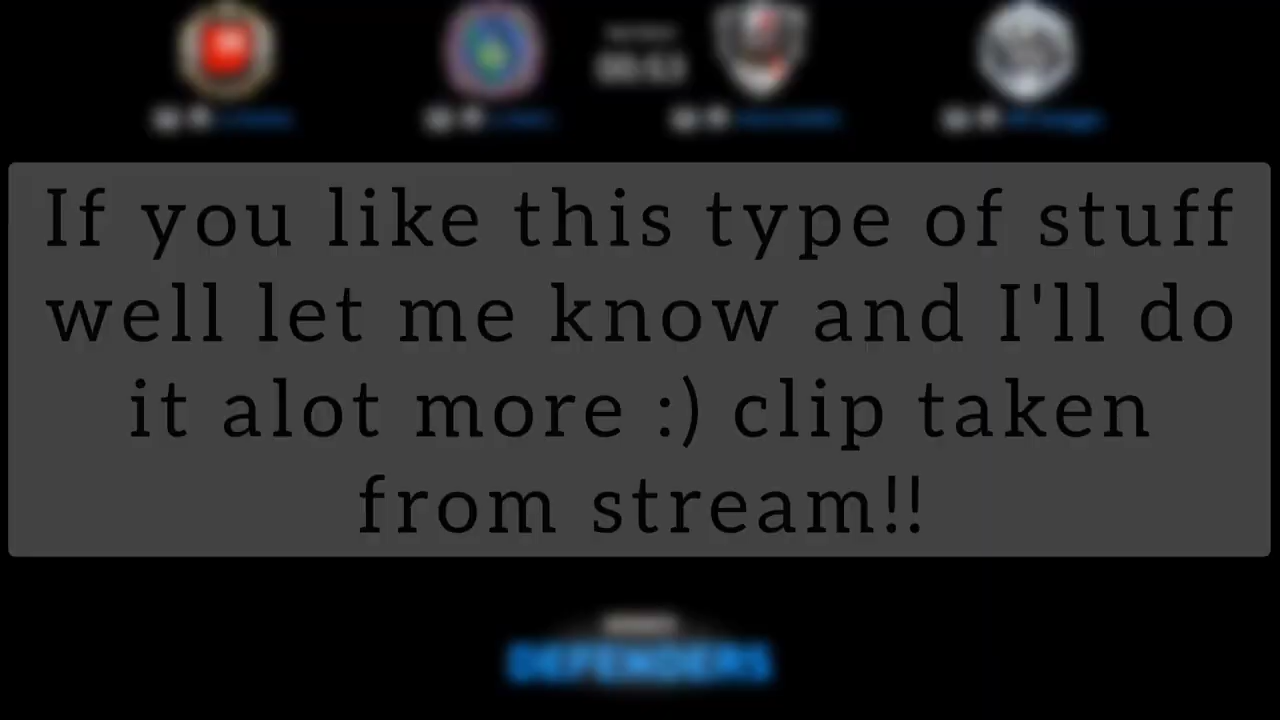 If you like this type of stuff
well let me know and I'll do
it alot more :) clip taken
from stream!!
DEFENDERS